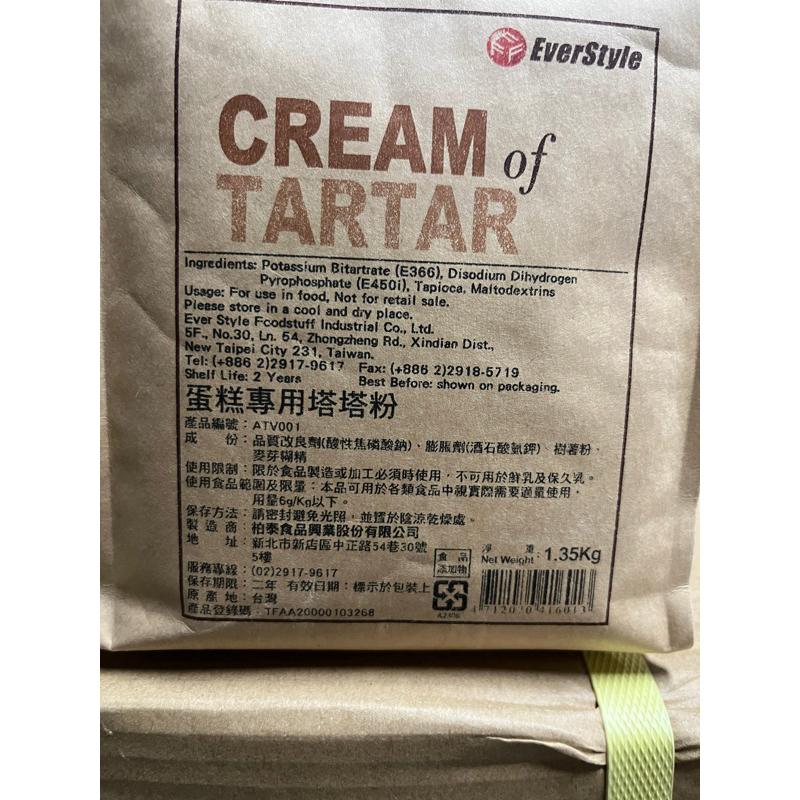 EverStyle
CREAM of
TARTAR
Ingredients: Potassium Bitartrate (E366), Disodium Dihydrogen
Pyrophosphate (E450i), Tapioca, Maltodextrins
Usage: For use in food, Not for retail sale.
Please store in a cool and dry place.
Ever Style Foodstuff Industrial Co., Ltd.
5F., No.30, Ln. 54, Zhongzheng Rd., Xindian Dist.,
New Taipei City 231, Taiwan.
Tel: (+886 2)2917-9617 Fax: (+886 2)2918-5719
Shelf Life: 2 Years Best Before: shown on packaging.
蛋糕專用塔塔粉
產品編號：ATV001
成　份：品質改良劑(酸性焦磷酸鈉)、膨脹劑(酒石酸氫鉀)　樹薯粉、
麥芽糊精
使用限制：限於食品製造或加工必須時使用，不可用於鮮乳及保久乳。
使用食品範圍及限量：本品可用於各類食品中視實際需要適量使用，
用量6g/Kg以下。
保存方法：請密封避免光照，並置於陰涼乾燥處。
製 造 商：柏泰食品興業股份有限公司
地　址：新北市新店區中正路54巷30號
5樓
服務專線：(02)2917-9617
保存期限：二年 有效日期：標示於包裝上
原 產 地：台灣
產品登錄碼：TFAA20000103268
食品
添加物
淨　重
Net Weight：1.35Kg